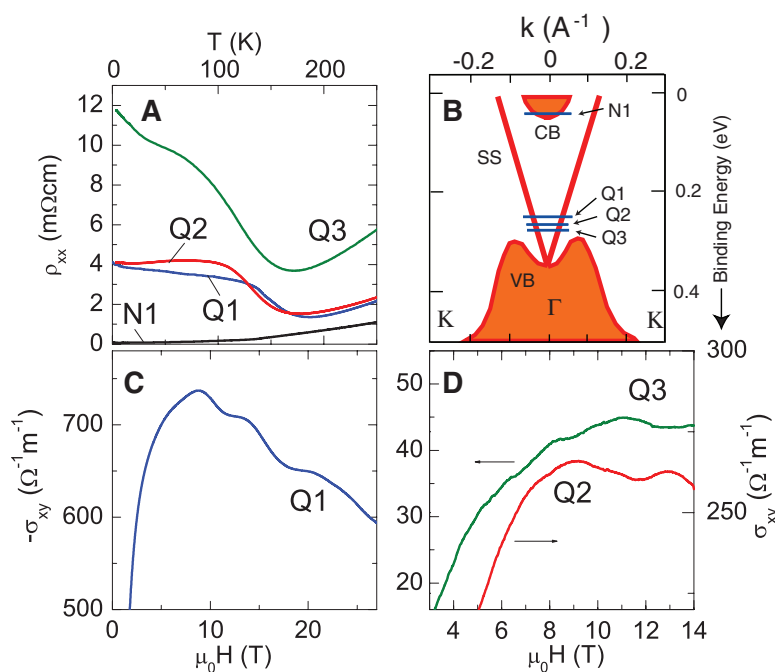 T (K)
0 100 200
A
12
10
8
6
4
2
0
ρxx (mΩcm)
Q3
Q2
Q1
N1
k (A⁻¹)
-0.2 0 0.2
B
CB
N1
SS
Q1
Q2
Q3
VB
Γ
K
K
0
0.2
0.4
Binding Energy (eV)
C
700
650
600
500
-σxy (Ω⁻¹m⁻¹)
Q1
0 10 20
μ₀H (T)
D
50
40
30
20
Q3
Q2
300
250
σxy (Ω⁻¹m⁻¹)
4 6 8 10 12 14
μ₀H (T)